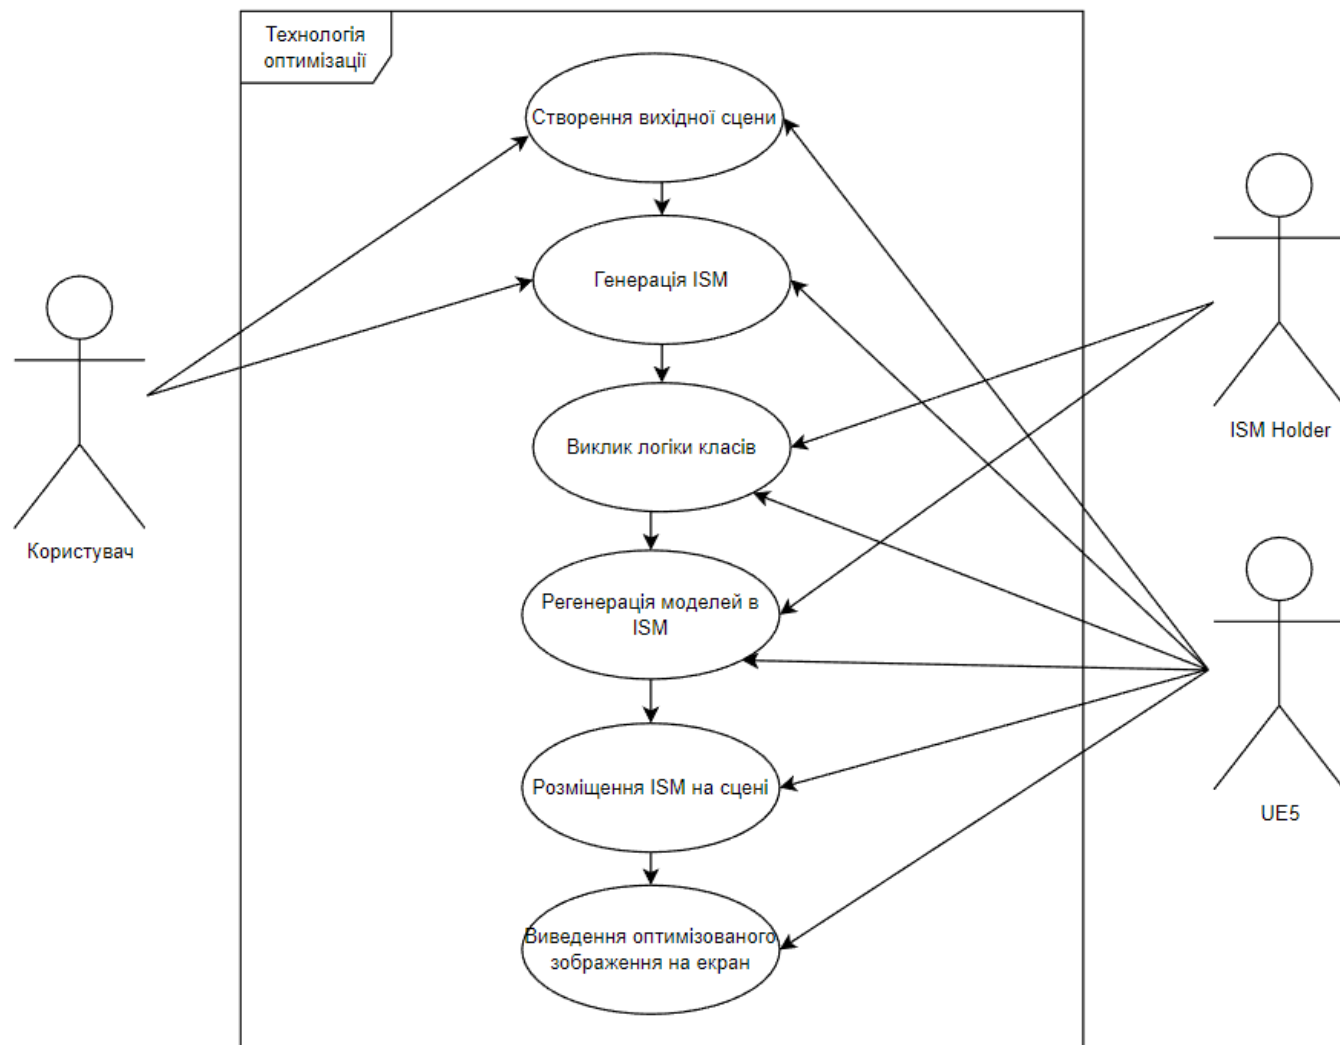 Технологія
оптимізації
Створення вихідної сцени
Генерація ISM
Виклик логіки класів
Регенерація моделей в
ISM
Розміщення ISM на сцені
Виведення оптимізованого
зображення на екран
Користувач
ISM Holder
UE5